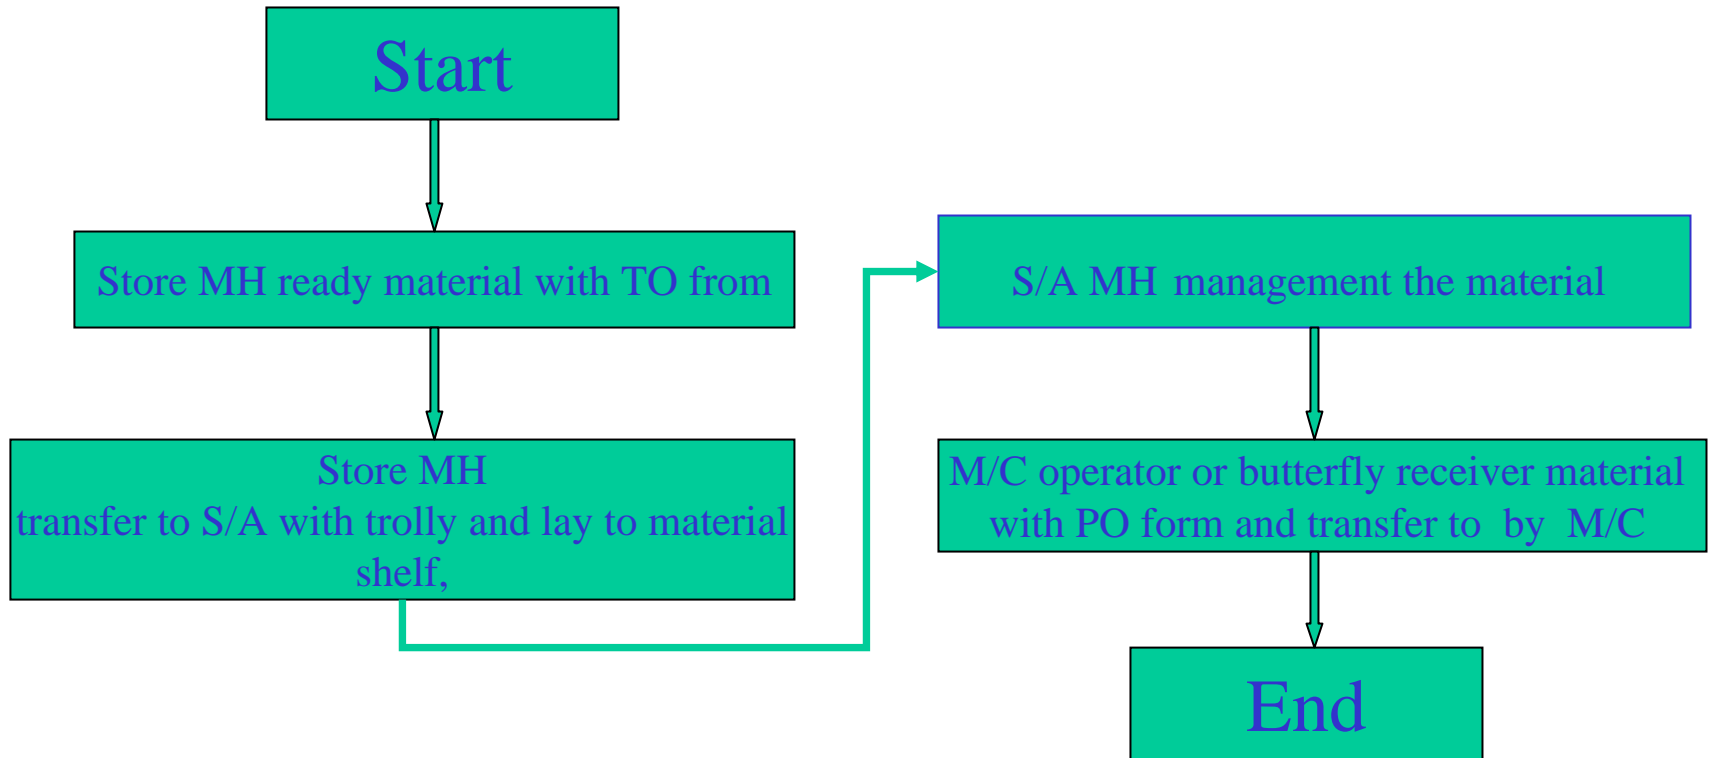 Start
Store MH ready material with TO from
Store MH
transfer to S/A with trolly and lay to material
shelf,
S/A MH management the material
M/C operator or butterfly receiver material
with PO form and transfer to by M/C
End